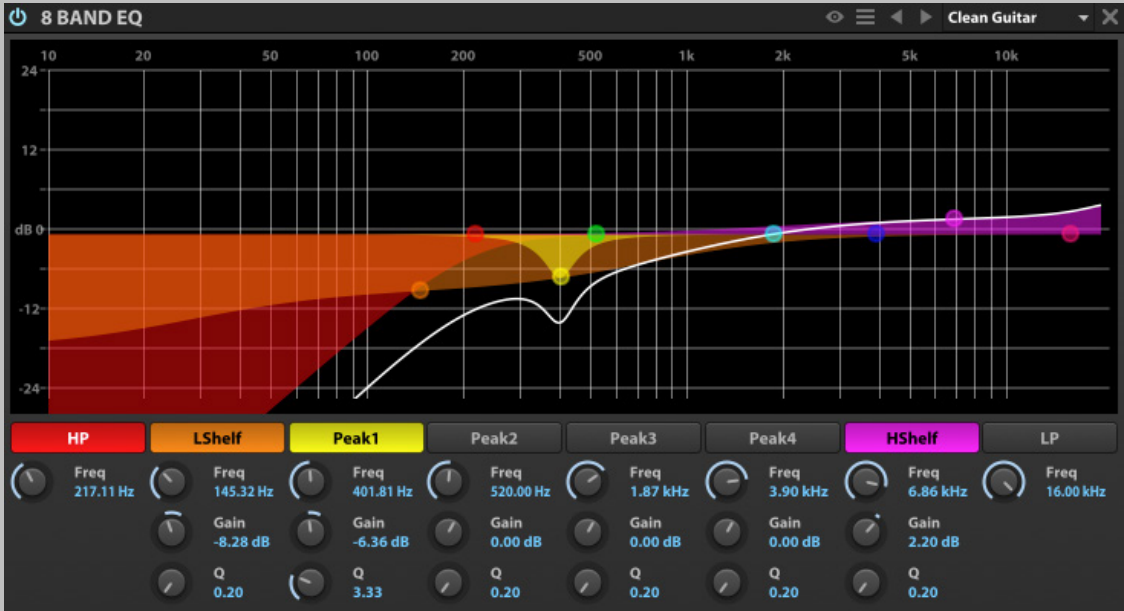 8 BAND EQ Clean Guitar
10 20 50 100 200 500 1k 2k 5k 10k
24
12
dB 0
-12
-24
HP LShelf Peak1 Peak2 Peak3 Peak4 HShelf LP
Freq Freq Freq Freq Freq Freq Freq Freq
217.11 Hz 145.32 Hz 401.81 Hz 520.00 Hz 1.87 kHz 3.90 kHz 6.86 kHz 16.00 kHz
Gain Gain Gain Gain Gain Gain
-8.28 dB -6.36 dB 0.00 dB 0.00 dB 0.00 dB 2.20 dB
Q Q Q Q Q Q
0.20 3.33 0.20 0.20 0.20 0.20